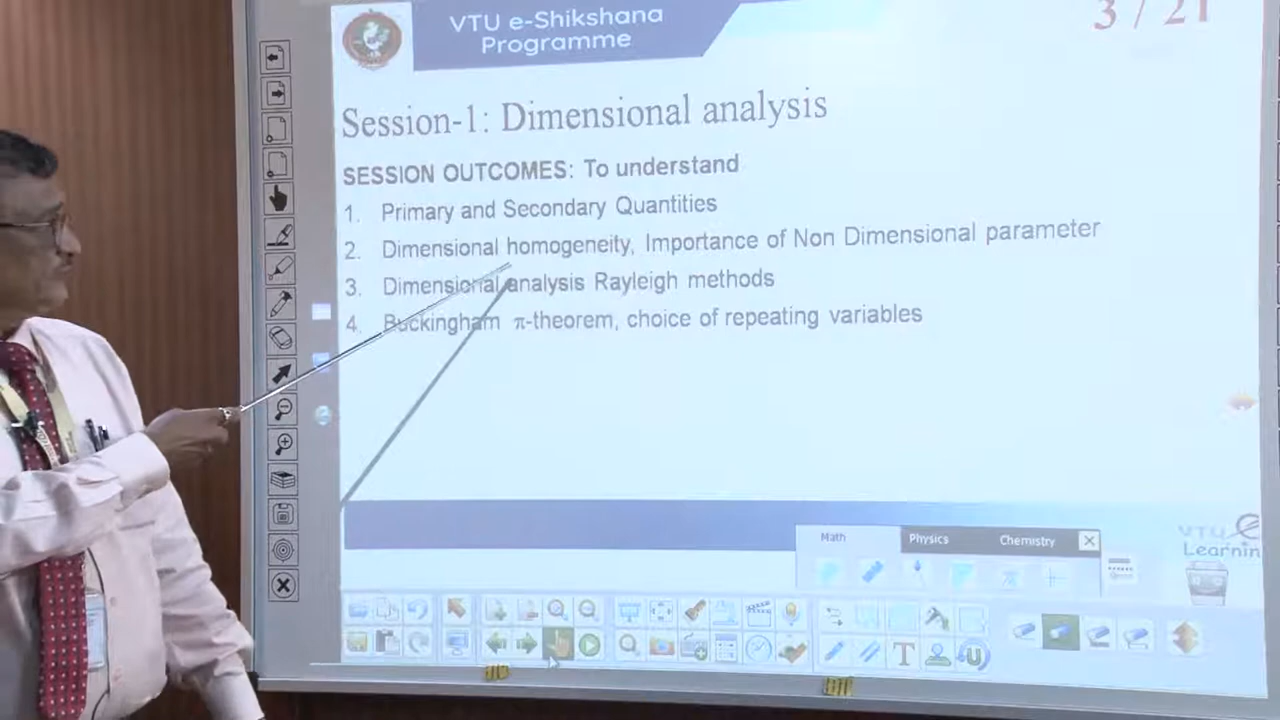 VTU e-Shikshana
Programme
3 / 21
Session-1: Dimensional analysis
SESSION OUTCOMES: To understand
1. Primary and Secondary Quantities
2. Dimensional homogeneity, Importance of Non Dimensional parameter
3. Dimensional analysis Rayleigh methods
4. Buckingham π-theorem, choice of repeating variables
Math Physics Chemistry
VTU e
Learnin
T